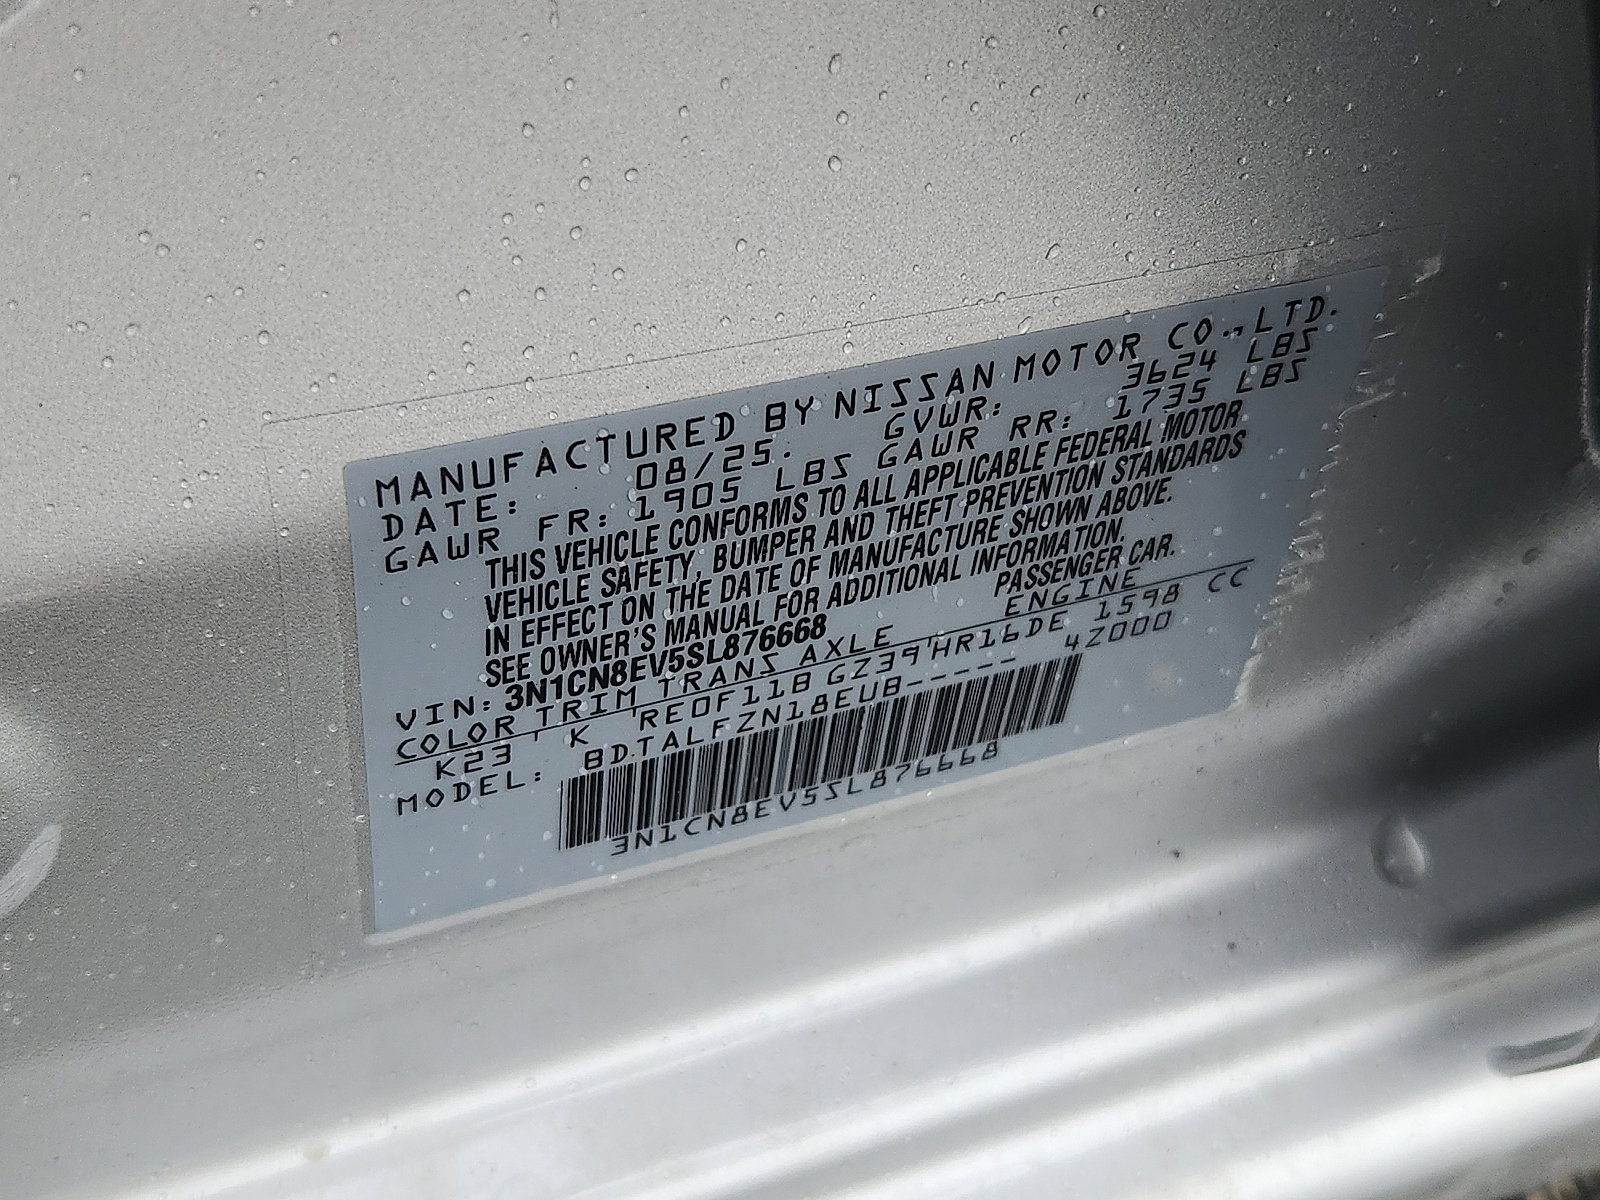 MANUFACTURED BY NISSAN MOTOR CO., LTD.
DATE: 08/25. GVWR: 3624 LBS
GAWR FR: 1905 LBS GAWR RR: 1735 LBS
THIS VEHICLE CONFORMS TO ALL APPLICABLE FEDERAL MOTOR
VEHICLE SAFETY, BUMPER AND THEFT PREVENTION STANDARDS
IN EFFECT ON THE DATE OF MANUFACTURE SHOWN ABOVE.
SEE OWNER'S MANUAL FOR ADDITIONAL INFORMATION.
VIN: 3N1CN8EV5SL876668 PASSENGER CAR.
COLOR TRIM TRANS AXLE ENGINE
K23 ' K 'RE0F11B GZ39'HR16DE 1598 CC
MODEL: BDTALFZN18EUB----- 4Z000
3N1CN8EV5SL876668